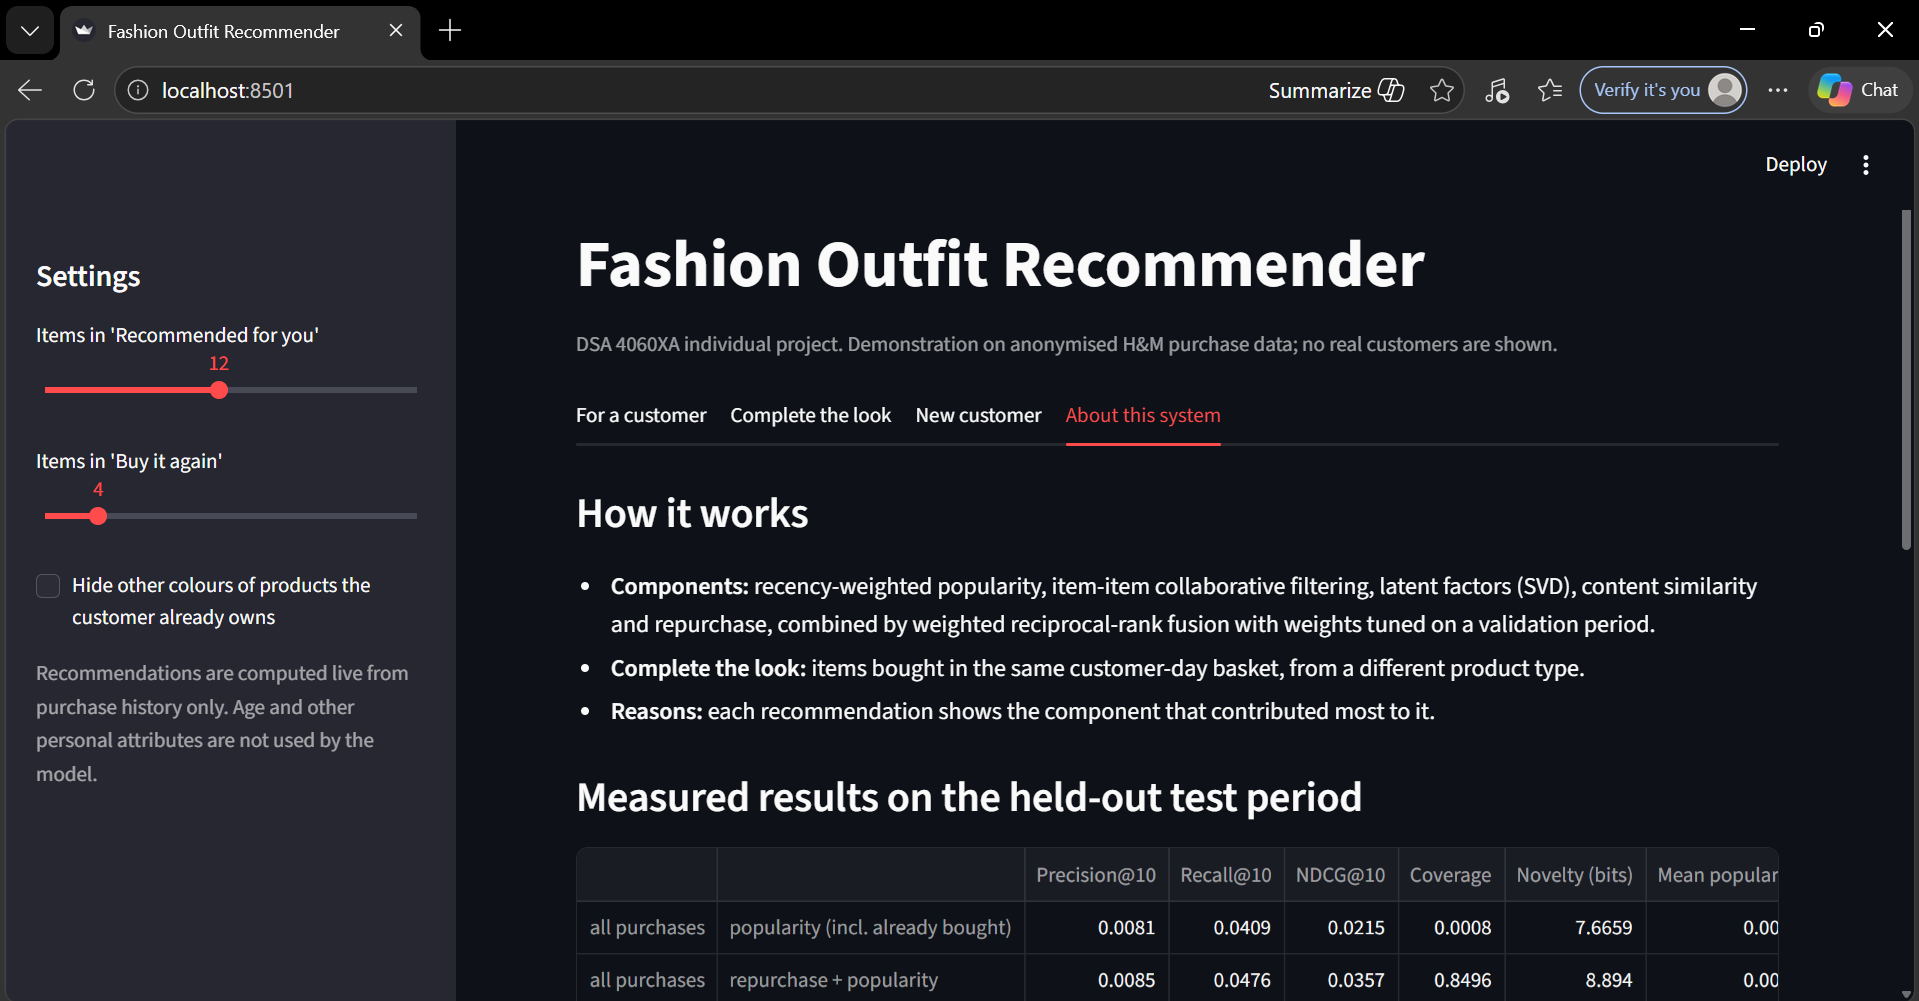 Fashion Outfit Recommender
localhost:8501
Summarize
Verify it's you
Chat
Deploy
Settings
Items in 'Recommended for you'
12
Items in 'Buy it again'
4
Hide other colours of products the
customer already owns
Recommendations are computed live from
purchase history only. Age and other
personal attributes are not used by the
model.
Fashion Outfit Recommender
DSA 4060XA individual project. Demonstration on anonymised H&M purchase data; no real customers are shown.
For a customer Complete the look New customer About this system
How it works
• Components: recency-weighted popularity, item-item collaborative filtering, latent factors (SVD), content similarity
and repurchase, combined by weighted reciprocal-rank fusion with weights tuned on a validation period.
• Complete the look: items bought in the same customer-day basket, from a different product type.
• Reasons: each recommendation shows the component that contributed most to it.
Measured results on the held-out test period
Precision@10 Recall@10 NDCG@10 Coverage Novelty (bits) Mean popular
all purchases popularity (incl. already bought) 0.0081 0.0409 0.0215 0.0008 7.6659 0.00
all purchases repurchase + popularity 0.0085 0.0476 0.0357 0.8496 8.894 0.00